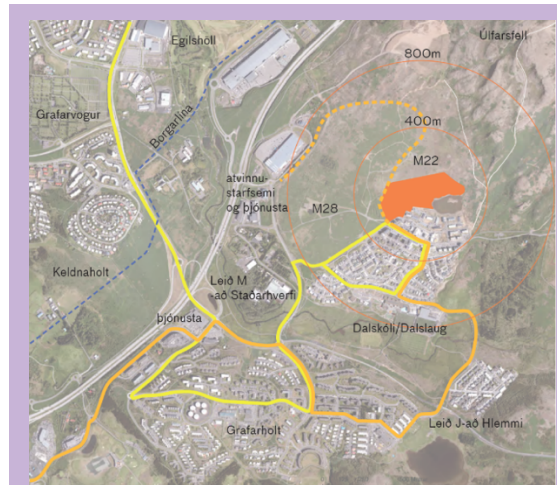 Egilshöll
Úlfarsfell
800m
Grafarvogur
Borgarlína
400m
M22
atvinnu-
starfsemi
og þjónusta
M28
Keldnaholt
Leið M
-að Staðarhverfi
þjónusta
Dalskóli/Dalslaug
Leið J-að Hlemmi
Grafarholt